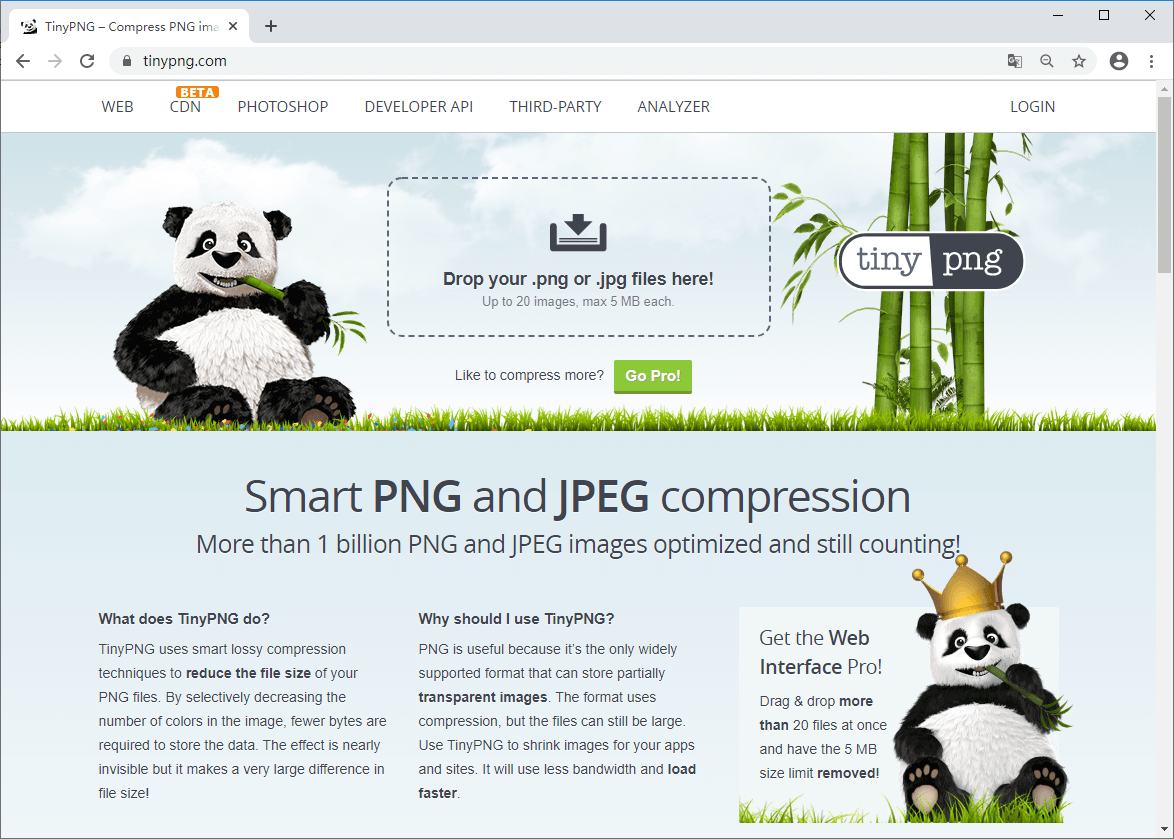 TinyPNG – Compress PNG ima
tinypng.com
WEB
BETA
CDN
PHOTOSHOP
DEVELOPER API
THIRD-PARTY
ANALYZER
LOGIN
tiny png
Drop your .png or .jpg files here!
Up to 20 images, max 5 MB each.
Like to compress more?
Go Pro!
Smart PNG and JPEG compression
More than 1 billion PNG and JPEG images optimized and still counting!
What does TinyPNG do?
TinyPNG uses smart lossy compression
techniques to reduce the file size of your
PNG files. By selectively decreasing the
number of colors in the image, fewer bytes are
required to store the data. The effect is nearly
invisible but it makes a very large difference in
file size!
Why should I use TinyPNG?
PNG is useful because it's the only widely
supported format that can store partially
transparent images. The format uses
compression, but the files can still be large.
Use TinyPNG to shrink images for your apps
and sites. It will use less bandwidth and load
faster.
Get the Web
Interface Pro!
Drag & drop more
than 20 files at once
and have the 5 MB
size limit removed!